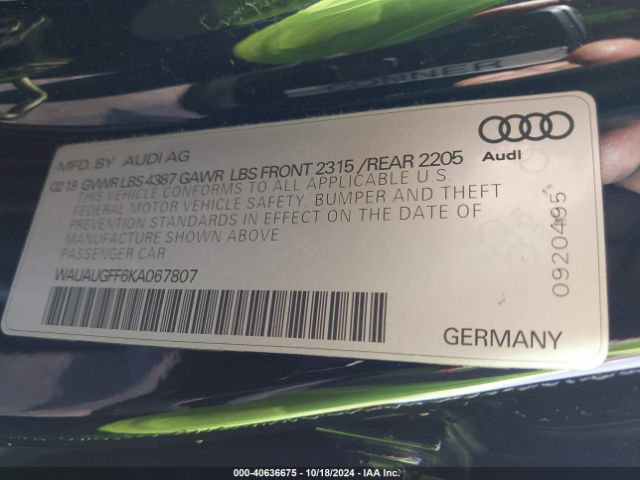 MFD. BY AUDI AG
02 19 GVWR LBS 4387 GAWR LBS FRONT 2315 / REAR 2205
THIS VEHICLE CONFORMS TO ALL APPLICABLE U.S.
FEDERAL MOTOR VEHICLE SAFETY, BUMPER AND THEFT
PREVENTION STANDARDS IN EFFECT ON THE DATE OF
MANUFACTURE SHOWN ABOVE
PASSENGER CAR
WAUAUGFF6KA067807
Audi
0920495
GERMANY
000-40636675 - 10/18/2024 - IAA Inc.